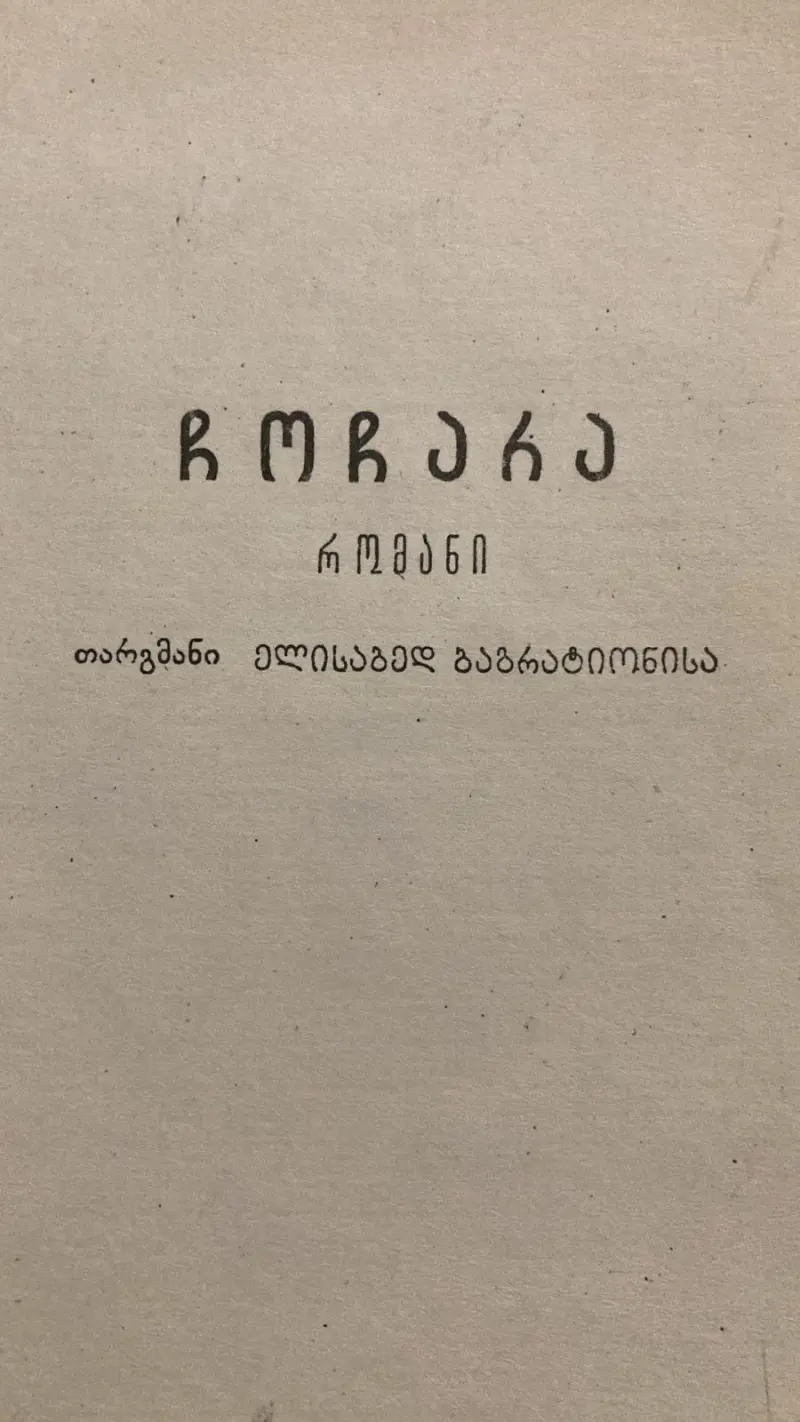 ჩოჩარა
რომანი
თარგმანი ელისაბედ ბაგრატიონისა